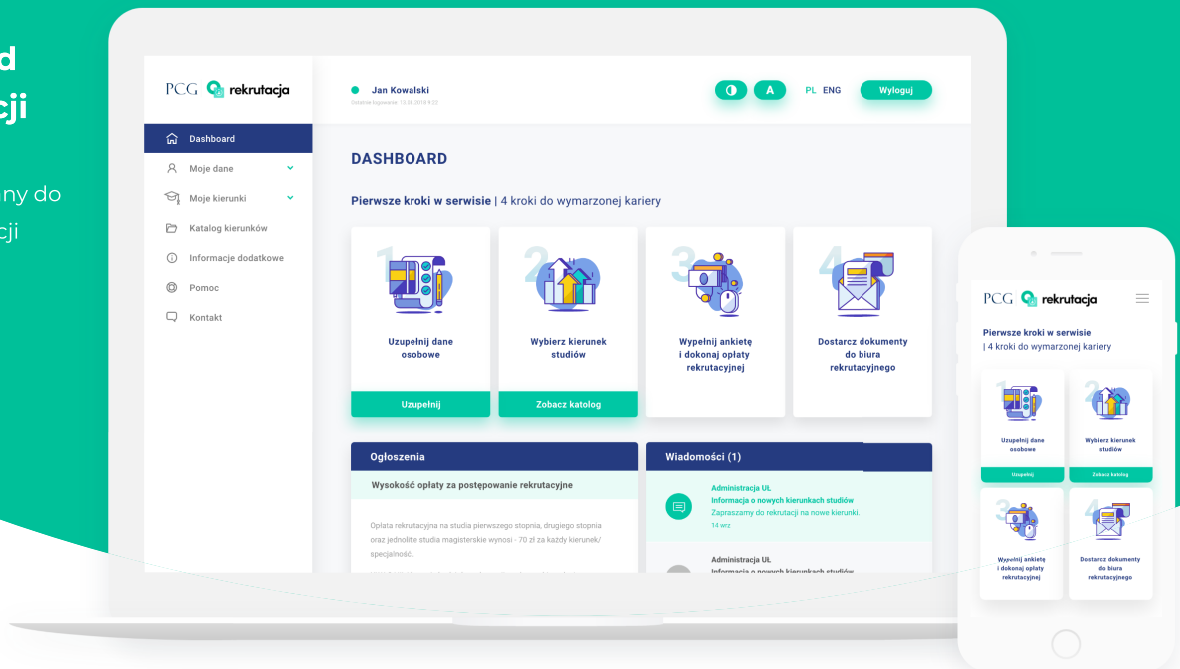 PCG rekrutacja
Jan Kowalski
A
PL ENG
Wyloguj
Dashboard
Moje dane
Moje kierunki
Katalog kierunków
Informacje dodatkowe
Pomoc
Kontakt
DASHBOARD
Pierwsze kroki w serwisie | 4 kroki do wymarzonej kariery
1
Uzupełnij dane
osobowe
Uzupełnij
2
Wybierz kierunek
studiów
Zobacz katolog
3
Wypełnij ankietę
i dokonaj opłaty
rekrutacyjnej
4
Dostarcz dokumenty
do biura
rekrutacyjnego
Ogłoszenia
Wysokość opłaty za postępowanie rekrutacyjne
Opłata rekrutacyjna na studia pierwszego stopnia, drugiego stopnia
oraz jednolite studia magisterskie wynosi - 70 zł za każdy kierunek/
specjalność.
Wiadomości (1)
Administracja UŁ
Informacja o nowych kierunkach studiów
Zapraszamy do rekrutacji na nowe kierunki.
14 wrz
Administracja UŁ
Informacja o nowych kierunkach studiów
PCG rekrutacja
Pierwsze kroki w serwisie
| 4 kroki do wymarzonej kariery
1
Uzupełnij dane
osobowe
Uzupełnij
2
Wybierz kierunek
studiów
Zobacz katolog
3
Wypełnij ankietę
i dokonaj opłaty
rekrutacyjnej
4
Dostarcz dokumenty
do biura
rekrutacyjnego